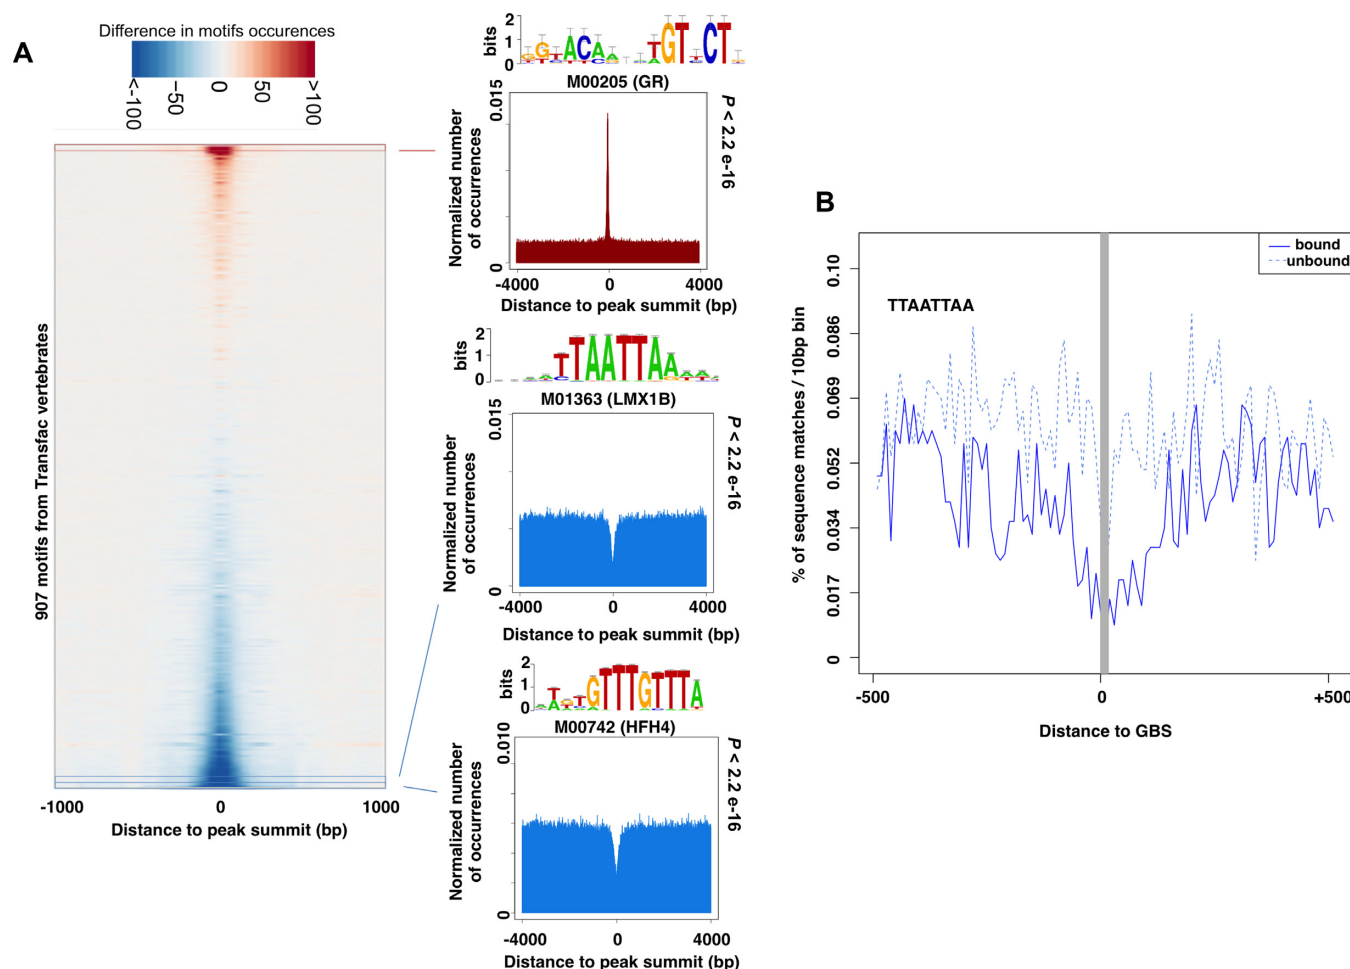 A
Difference in motifs occurences
<-100
-50
0
50
>100
907 motifs from Transfac vertebrates
-1000
0
1000
Distance to peak summit (bp)
bits
2
1
0
M00205 (GR)
Normalized number
of occurrences
0.015
0
P < 2.2 e-16
-4000
0
4000
Distance to peak summit (bp)
bits
2
1
0
TTAATTAA
M01363 (LMX1B)
Normalized number
of occurrences
0.015
0
P < 2.2 e-16
-4000
0
4000
Distance to peak summit (bp)
bits
2
1
0
GTTTGTTTA
M00742 (HFH4)
Normalized number
of occurrences
0.010
0
P < 2.2 e-16
-4000
0
4000
Distance to peak summit (bp)
B
bound
unbound
TTAATTAA
% of sequence matches / 10bp bin
0.10
0.086
0.069
0.052
0.034
0.017
0
-500
0
+500
Distance to GBS